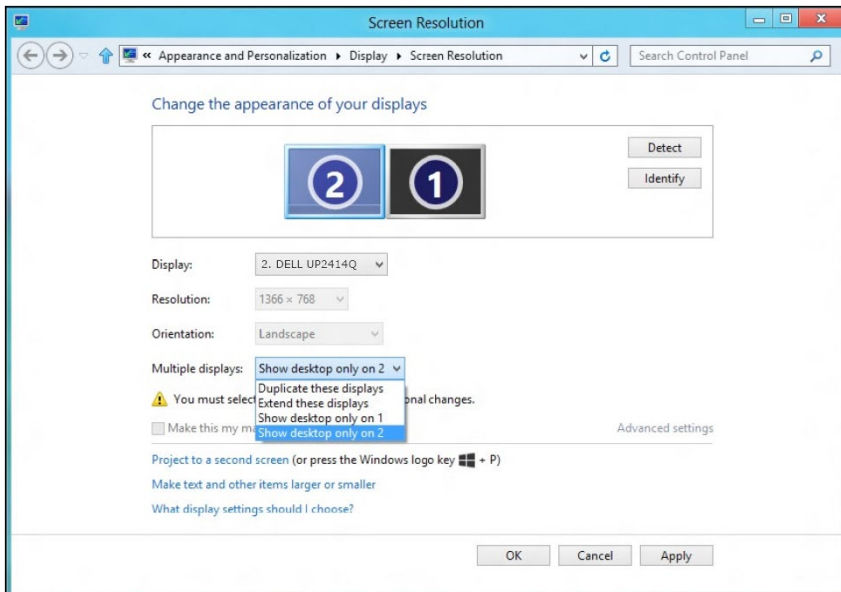 Screen Resolution
« Appearance and Personalization ▸ Display ▸ Screen Resolution
Search Control Panel
Change the appearance of your displays
2
1
Detect
Identify
Display: 2. DELL UP2414Q
Resolution: 1366 × 768
Orientation: Landscape
Multiple displays: Show desktop only on 2
Duplicate these displays
Extend these displays
Show desktop only on 1
Show desktop only on 2
You must selec onal changes.
Make this my ma
Advanced settings
Project to a second screen (or press the Windows logo key + P)
Make text and other items larger or smaller
What display settings should I choose?
OK Cancel Apply